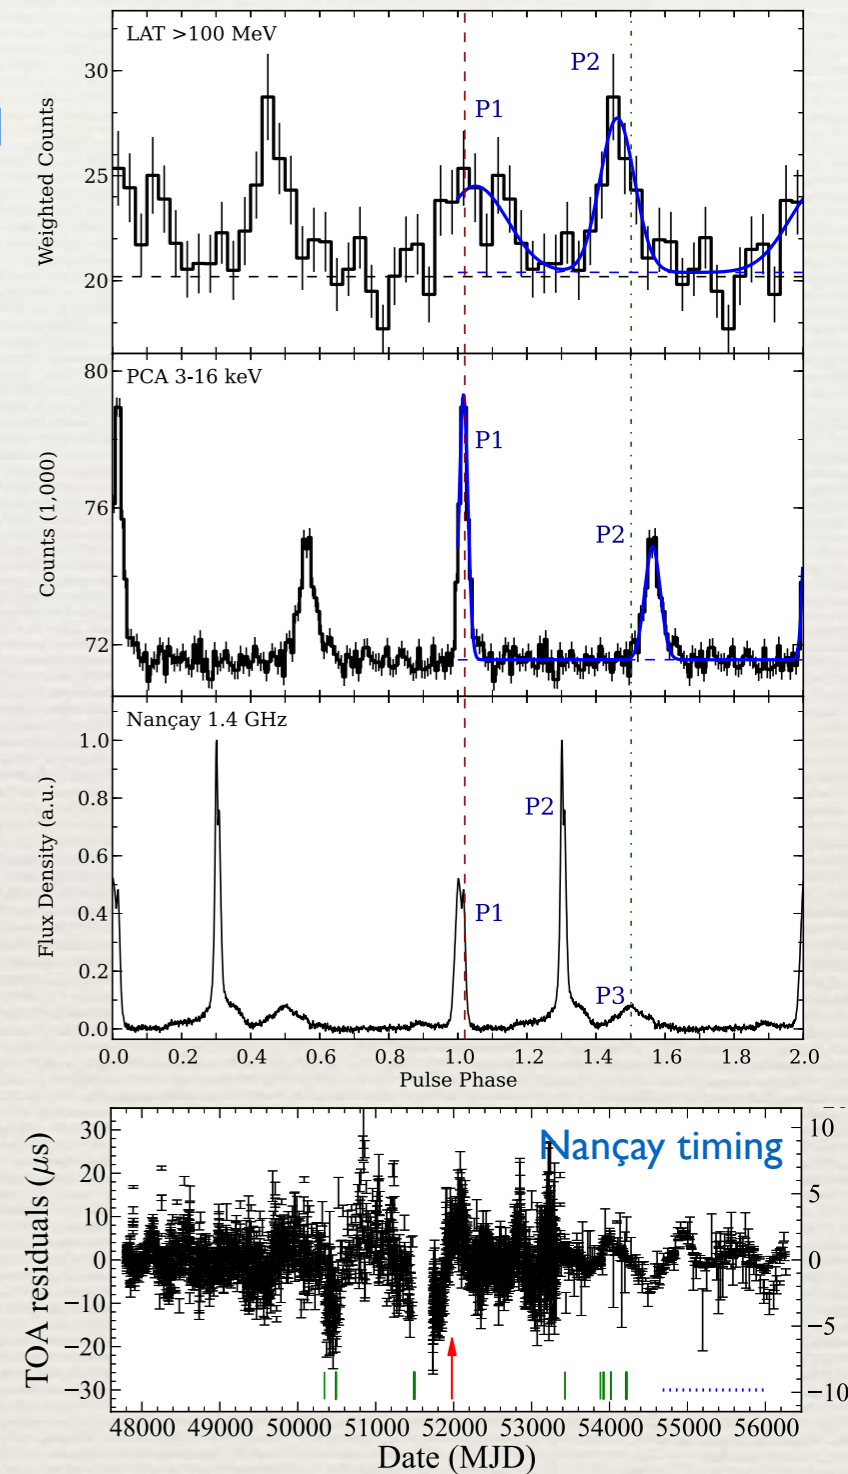 LAT >100 MeV
P1
P2
Weighted Counts
30
25
20
PCA 3-16 keV
P1
P2
Counts (1,000)
80
76
72
Nançay 1.4 GHz
P2
P1
P3
Flux Density (a.u.)
1.0
0.8
0.6
0.4
0.2
0.0
0.0 0.2 0.4 0.6 0.8 1.0 1.2 1.4 1.6 1.8 2.0
Pulse Phase
Nançay timing
TOA residuals (μs)
30
20
10
0
−10
−20
−30
10
5
0
−5
−10
48000 49000 50000 51000 52000 53000 54000 55000 56000
Date (MJD)